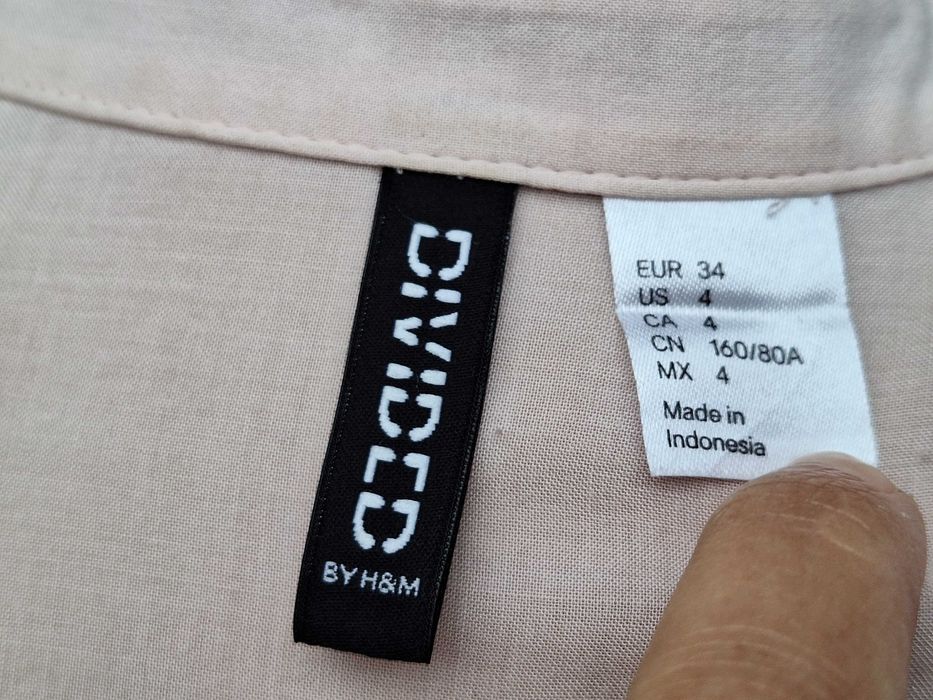 DIVIDED
BY H&M
EUR 34
US 4
CA 4
CN 160/80A
MX 4
Made in
Indonesia